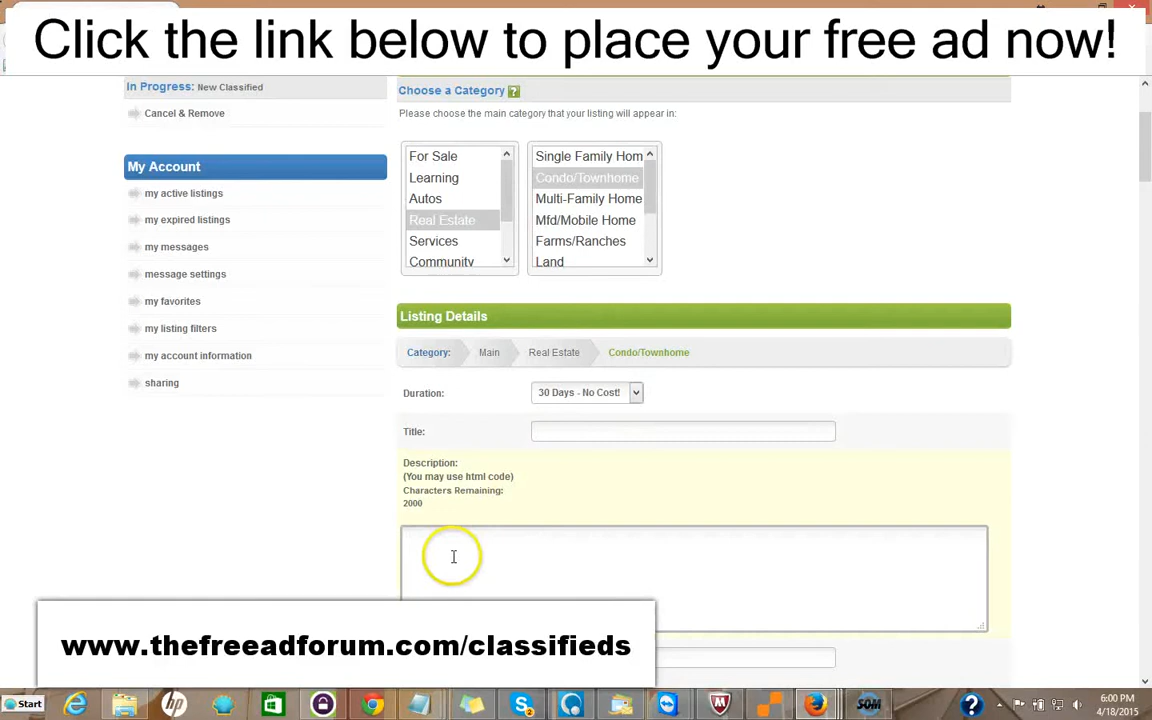 Click the link below to place your free ad now!
In Progress: New Classified
Cancel & Remove
My Account
my active listings
my expired listings
my messages
message settings
my favorites
my listing filters
my account information
sharing
Choose a Category ?
Please choose the main category that your listing will appear in:
For Sale
Learning
Autos
Real Estate
Services
Community
Single Family Hom
Condo/Townhome
Multi-Family Home
Mfd/Mobile Home
Farms/Ranches
Land
Listing Details
Category: Main Real Estate Condo/Townhome
Duration: 30 Days - No Cost!
Title:
Description:
(You may use html code)
Characters Remaining:
2000
www.thefreeadforum.com/classifieds
Start
hp
S 2
SOM
?
6:00 PM
4/18/2015